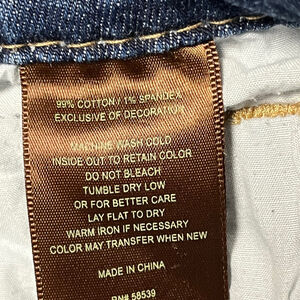 99% COTTON / 1% SPANDEX
EXCLUSIVE OF DECORATION
MACHINE WASH COLD
INSIDE OUT TO RETAIN COLOR
DO NOT BLEACH
TUMBLE DRY LOW
OR FOR BETTER CARE
LAY FLAT TO DRY
WARM IRON IF NECESSARY
COLOR MAY TRANSFER WHEN NEW
MADE IN CHINA
RN# 58539